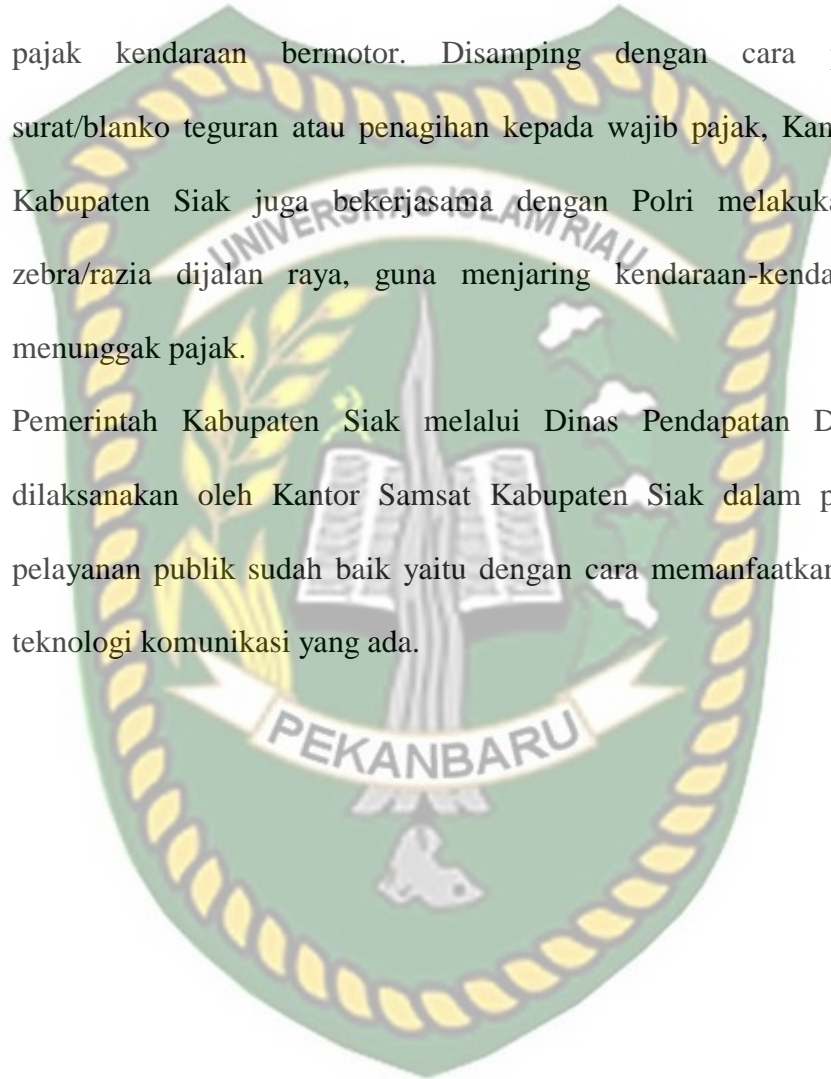 pajak kendaraan bermotor. Disamping dengan cara
surat/blanko teguran atau penagihan kepada wajib pajak, Kan
Kabupaten Siak juga bekerjasama dengan Polri melakuk
zebra/razia dijalan raya, guna menjaring kendaraan-kenda
menunggak pajak.
Pemerintah Kabupaten Siak melalui Dinas Pendapatan D
dilaksanakan oleh Kantor Samsat Kabupaten Siak dalam p
pelayanan publik sudah baik yaitu dengan cara memanfaatkan
teknologi komunikasi yang ada.
UNIVERSITAS ISLAM RIAU
PEKANBARU